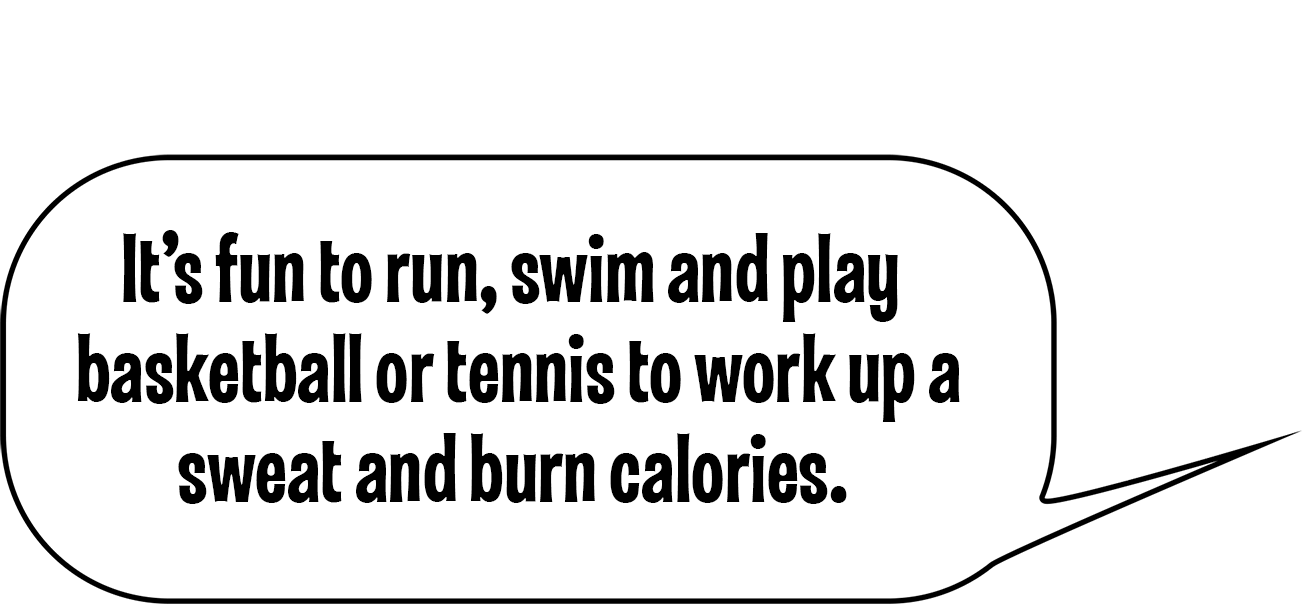 It’s fun to run, swim and play
basketball or tennis to work up a
sweat and burn calories.